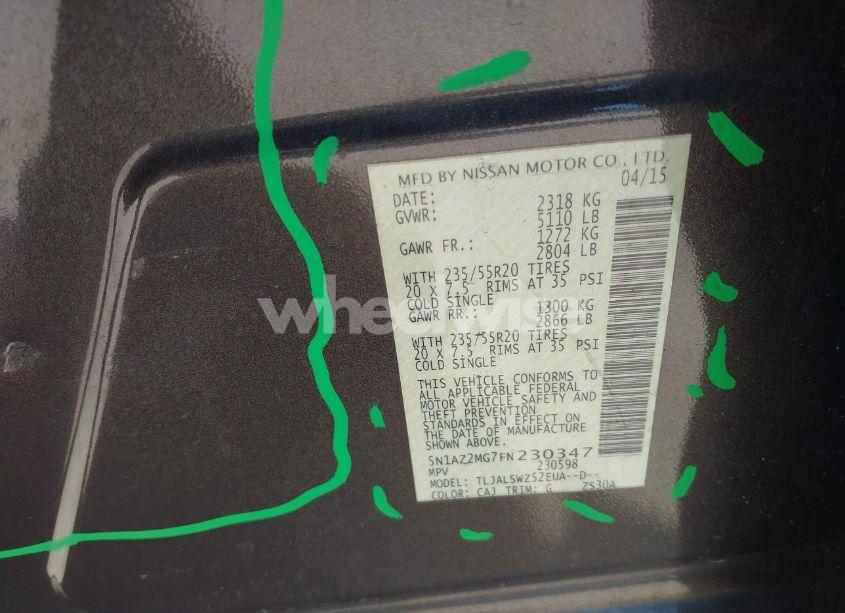 MFD BY NISSAN MOTOR CO., LTD.
DATE: 04/15
GVWR: 2318 KG
5110 LB
GAWR FR.: 1272 KG
2804 LB
WITH 235/55R20 TIRES
20 X 7.5 RIMS AT 35 PSI
COLD SINGLE
GAWR RR.: 1300 KG
2866 LB
WITH 235/55R20 TIRES
20 X 7.5 RIMS AT 35 PSI
COLD SINGLE
THIS VEHICLE CONFORMS TO
ALL APPLICABLE FEDERAL
MOTOR VEHICLE SAFETY AND
THEFT PREVENTION
STANDARDS IN EFFECT ON
THE DATE OF MANUFACTURE
SHOWN ABOVE.
5N1AZ2MG7FN230347
MPV 230598
MODEL: TLJALSWZ52EUA--D--
COLOR: CAJ TRIM: G ZS30A